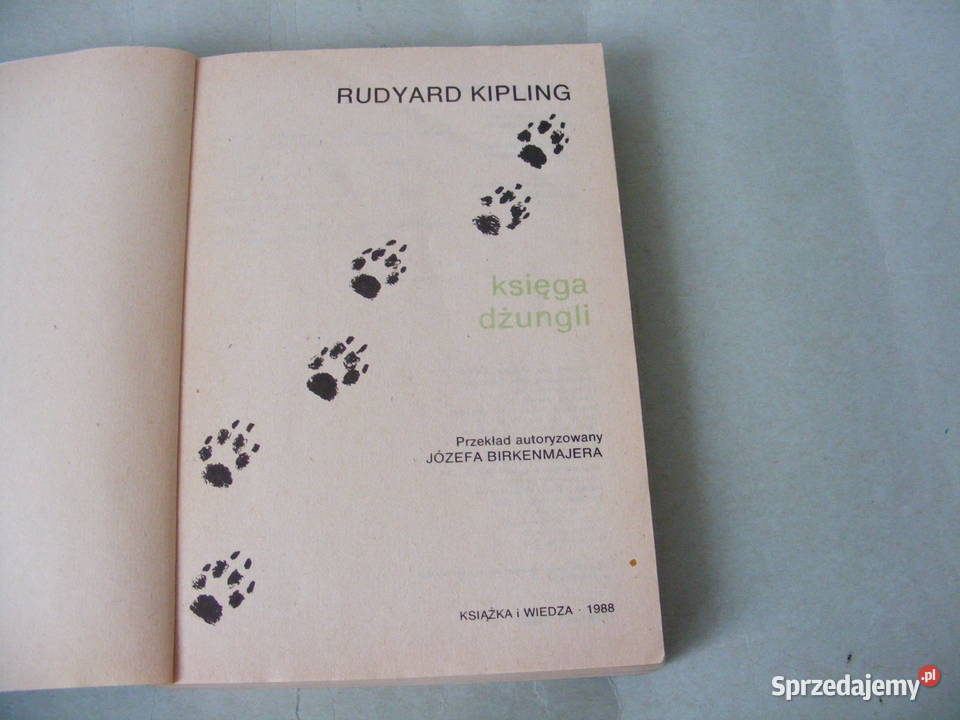 RUDYARD KIPLING
księga
dżungli
Przekład autoryzowany
JÓZEFA BIRKENMAJERA
KSIĄŻKA i WIEDZA · 1988
Sprzedajemy.pl